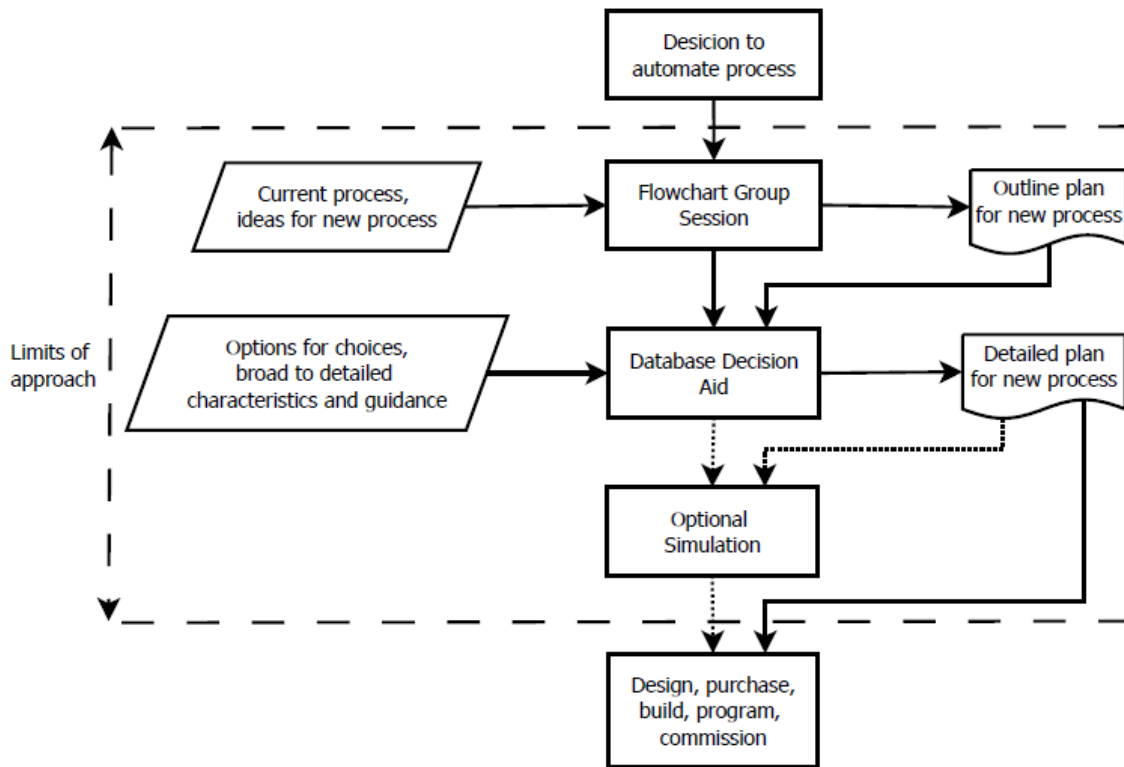 Desicion to
automate process
Current process,
ideas for new process
Flowchart Group
Session
Outline plan
for new process
Limits of
approach
Options for choices,
broad to detailed
characteristics and guidance
Database Decision
Aid
Detailed plan
for new process
Optional
Simulation
Design, purchase,
build, program,
commission